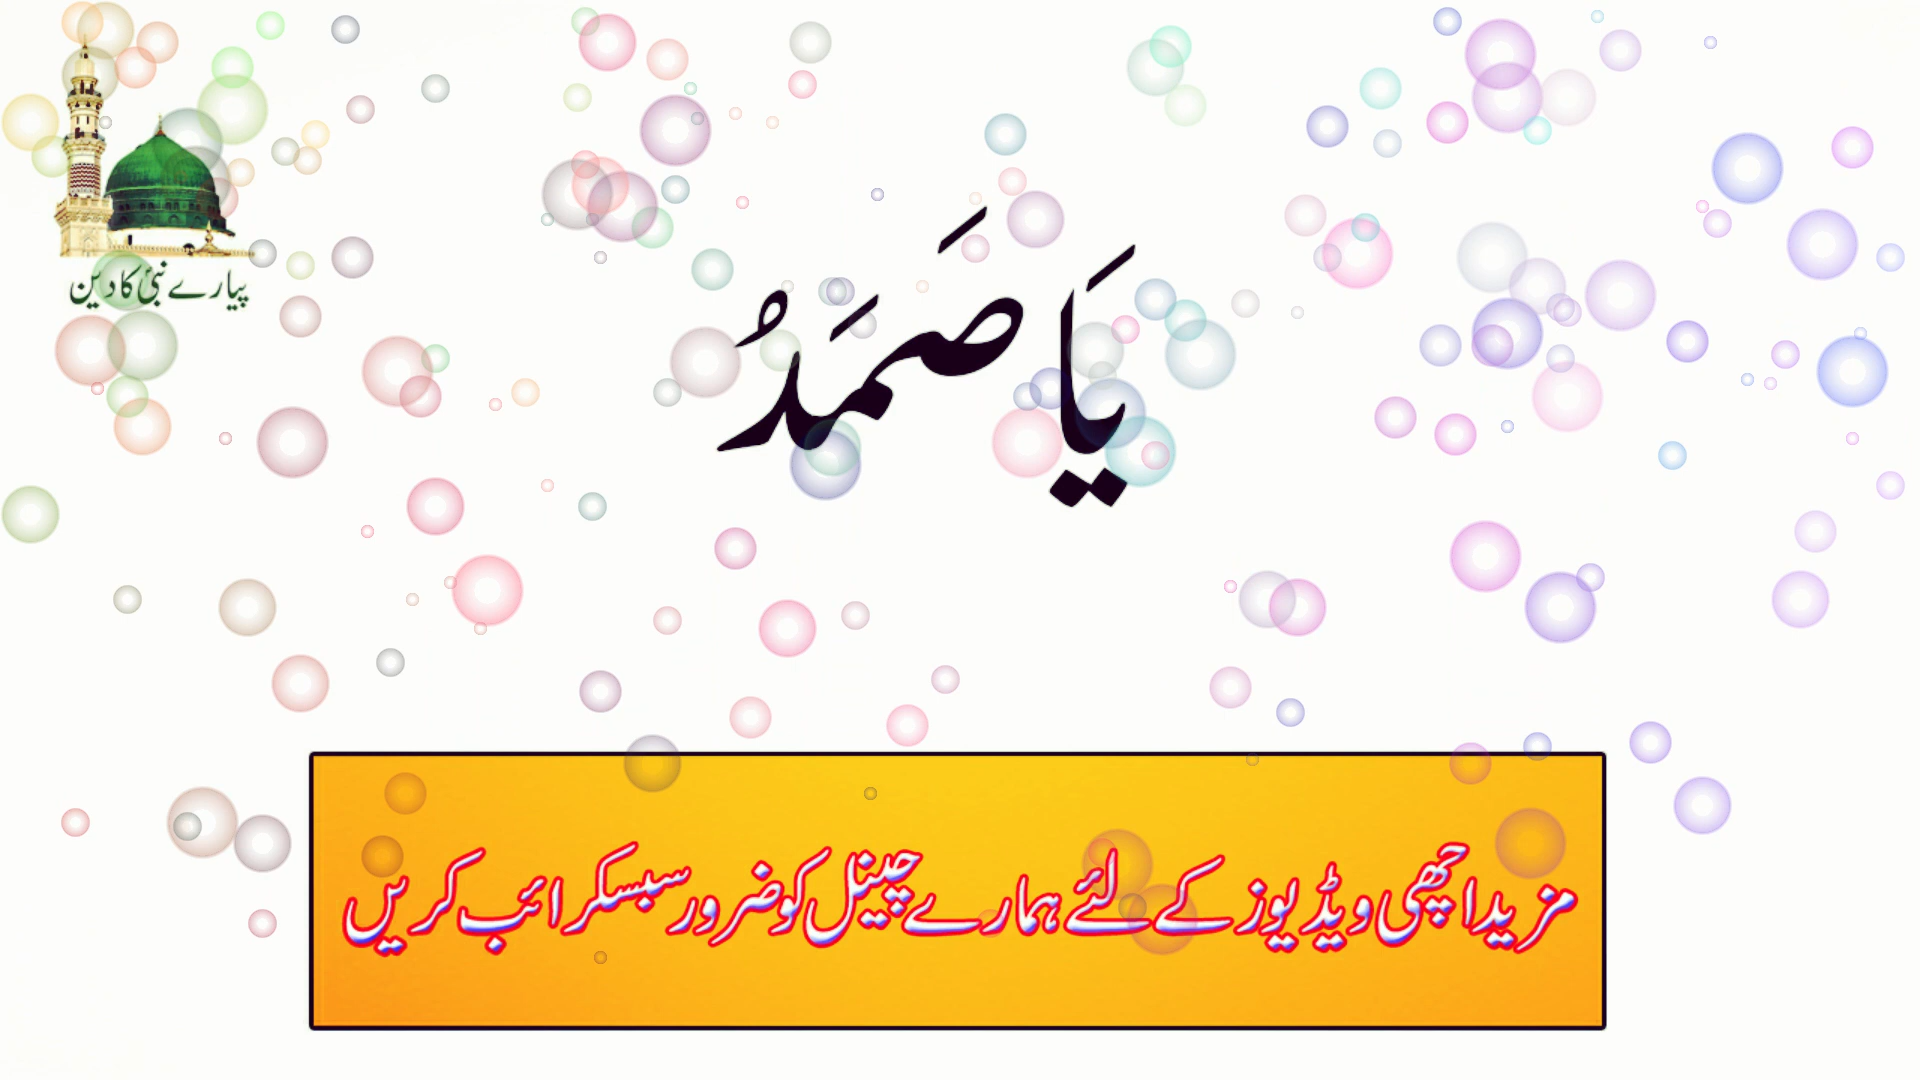 پیارے نبیؐ کا دین
یَا صَمَدُ
مزید اچھی ویڈیوز کے لئے ہمارے چینل کو ضرور سبسکرائب کریں